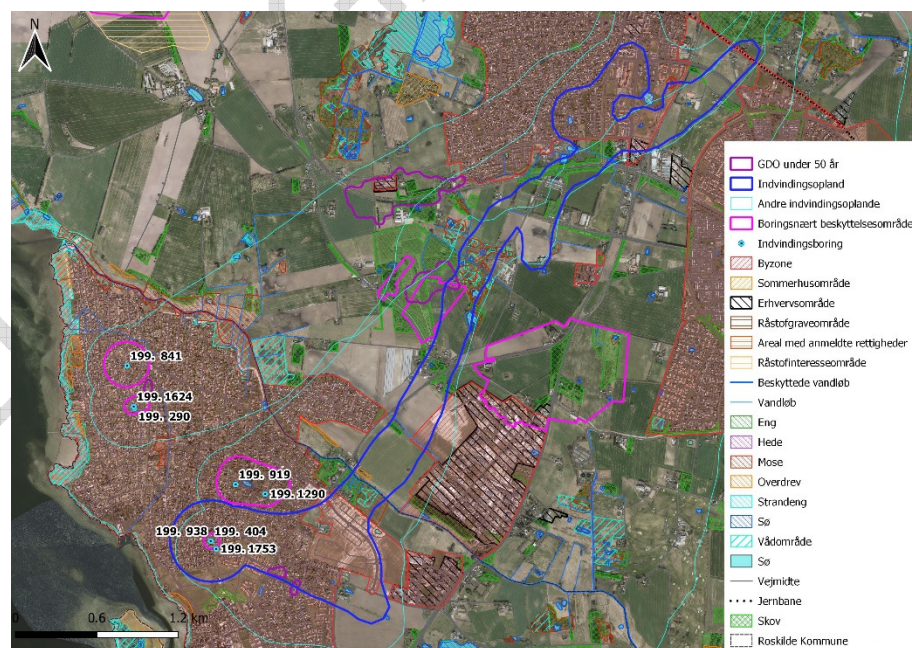 N
GDO under 50 år
Indvindingsopland
Andre indvindingsoplande
Boringsnært beskyttelsesområde
Indvindingsboring
Byzone
Sommerhusområde
Erhvervsområde
Råstofgraveområde
Areal med anmeldte rettigheder
Råstofinteresseområde
Beskyttede vandløb
Vandløb
Eng
Hede
Mose
Overdrev
Strandeng
Sø
Vådområde
Sø
Vejmidte
Jernbane
Skov
Roskilde Kommune
199. 841
199. 1624
199. 290
199. 919
199. 1290
199. 938 199. 404
199. 1753
0 0.6 1.2 km